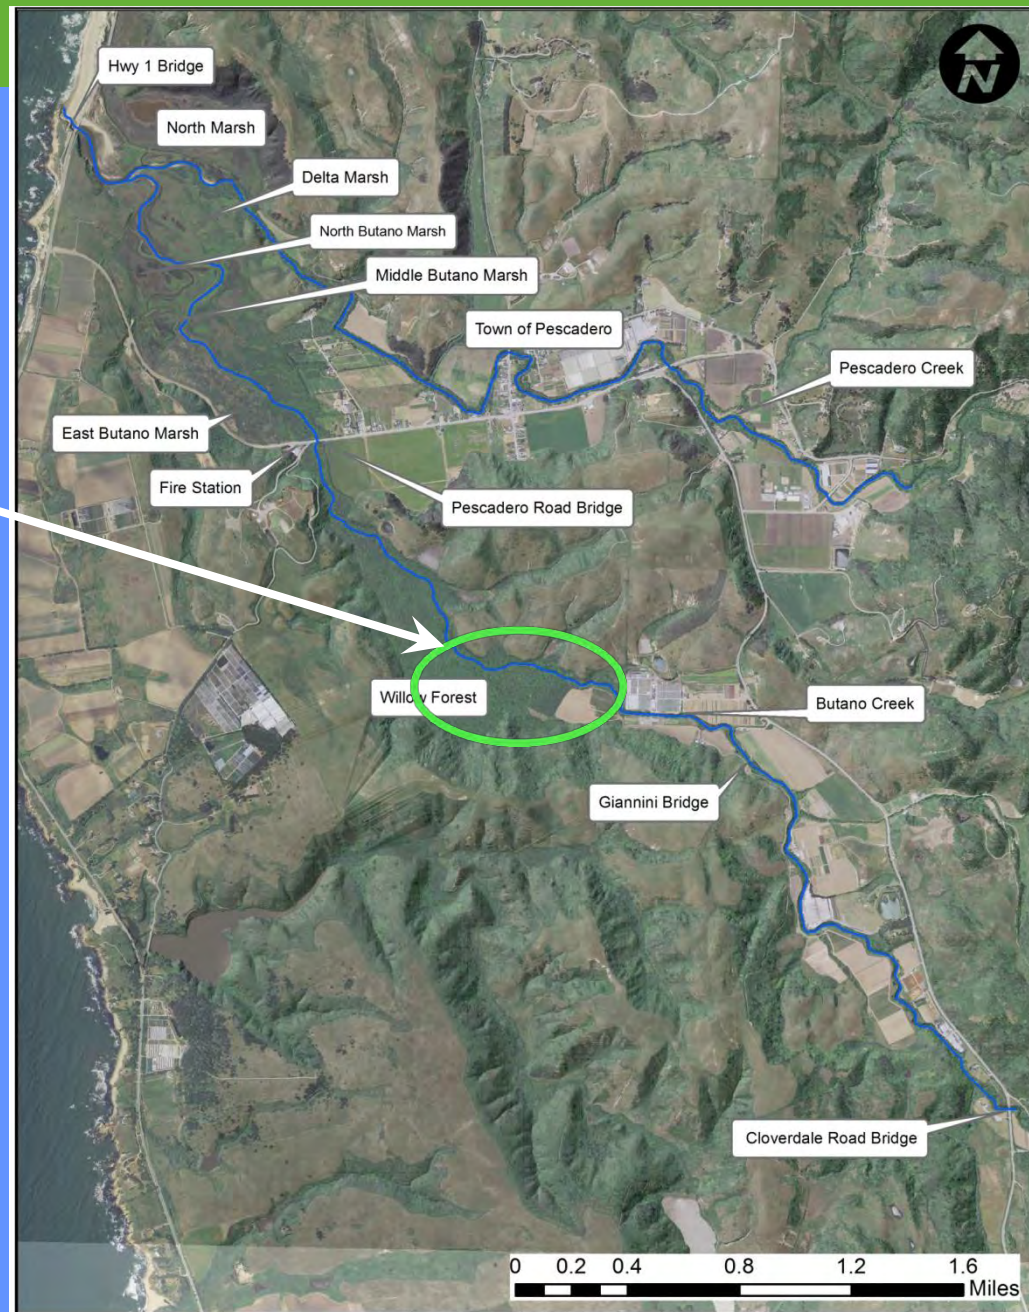 Hwy 1 Bridge
N
North Marsh
Delta Marsh
North Butano Marsh
Middle Butano Marsh
Town of Pescadero
Pescadero Creek
East Butano Marsh
Fire Station
Pescadero Road Bridge
Willow Forest
Butano Creek
Giannini Bridge
Cloverdale Road Bridge
0 0.2 0.4 0.8 1.2 1.6
Miles